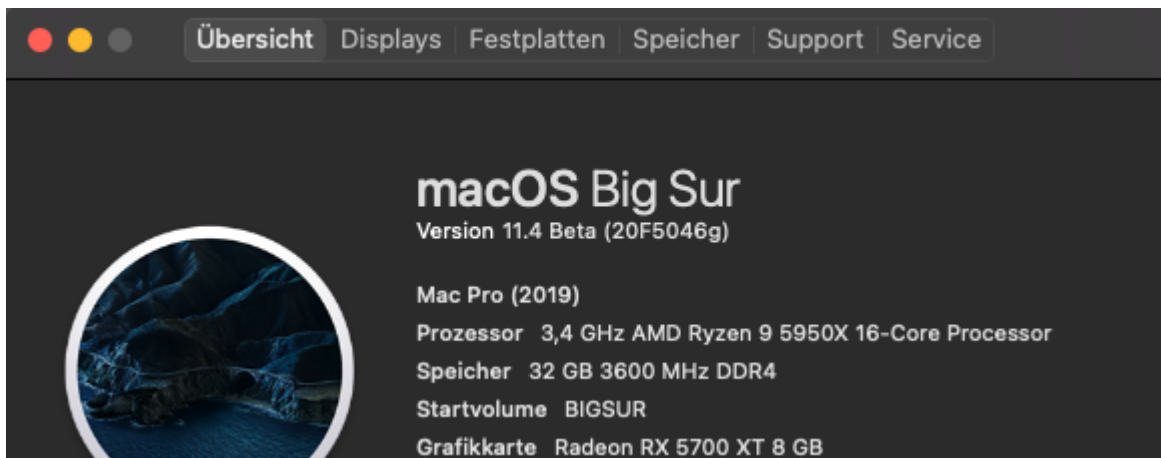 Übersicht Displays Festplatten Speicher Support Service
macOS Big Sur
Version 11.4 Beta (20F5046g)
Mac Pro (2019)
Prozessor 3,4 GHz AMD Ryzen 9 5950X 16-Core Processor
Speicher 32 GB 3600 MHz DDR4
Startvolume BIGSUR
Grafikkarte Radeon RX 5700 XT 8 GB